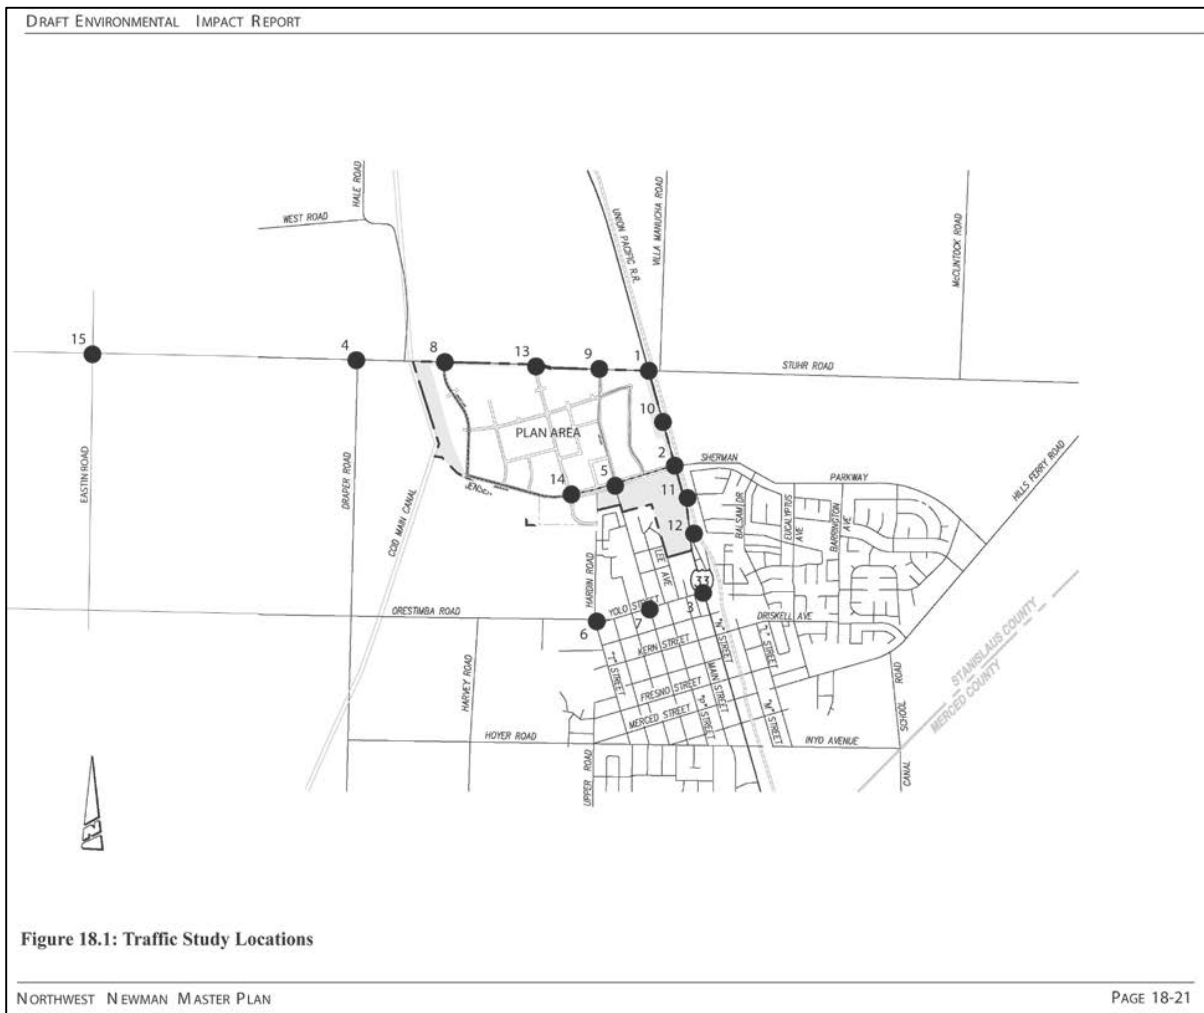 DRAFT ENVIRONMENTAL IMPACT REPORT
HALE ROAD
WEST ROAD
UNION PACIFIC R.R.
VILLA MANUCHA ROAD
McCLINTOCK ROAD
15
4
8
13
9
1
STUHR ROAD
10
PLAN AREA
2
SHERMAN
PARKWAY
HILLS FERRY ROAD
EASTIN ROAD
DRAPER ROAD
CCID MAIN CANAL
14
5
11
12
BALSAM DR
EUCALYPTUS AVE
BARRINGTON AVE
HARDIN ROAD
LEE AVE
33
3
ORESTIMBA ROAD
YOLO STREET
6
7
DRISKELL AVE
KERN STREET
"T" STREET
"N" STREET
"L" STREET
STANISLAUS COUNTY
MERCED COUNTY
HARVEY ROAD
FRESNO STREET
MAIN STREET
MERCED STREET
HOYER ROAD
INYO AVENUE
UPPER ROAD
CANAL SCHOOL ROAD
Figure 18.1: Traffic Study Locations
NORTHWEST NEWMAN MASTER PLAN
PAGE 18-21